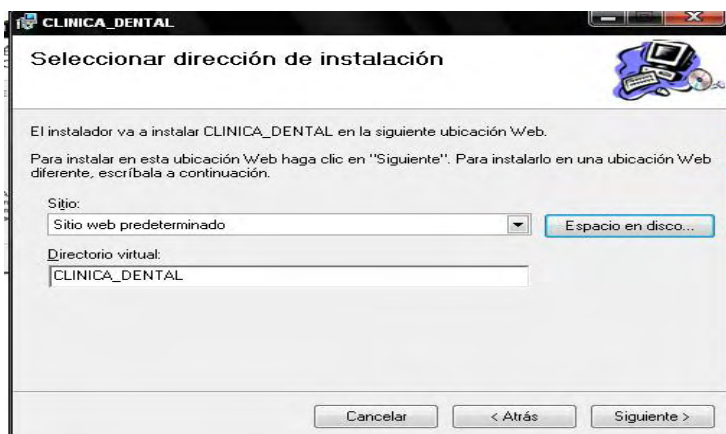 CLINICA_DENTAL
Seleccionar dirección de instalación
El instalador va a instalar CLINICA_DENTAL en la siguiente ubicación Web.
Para instalar en esta ubicación Web haga clic en "Siguiente". Para instalarlo en una ubicación Web
diferente, escríbala a continuación.
Sitio:
Sitio web predeterminado
Espacio en disco...
Directorio virtual:
CLINICA_DENTAL
Cancelar
< Atrás
Siguiente >